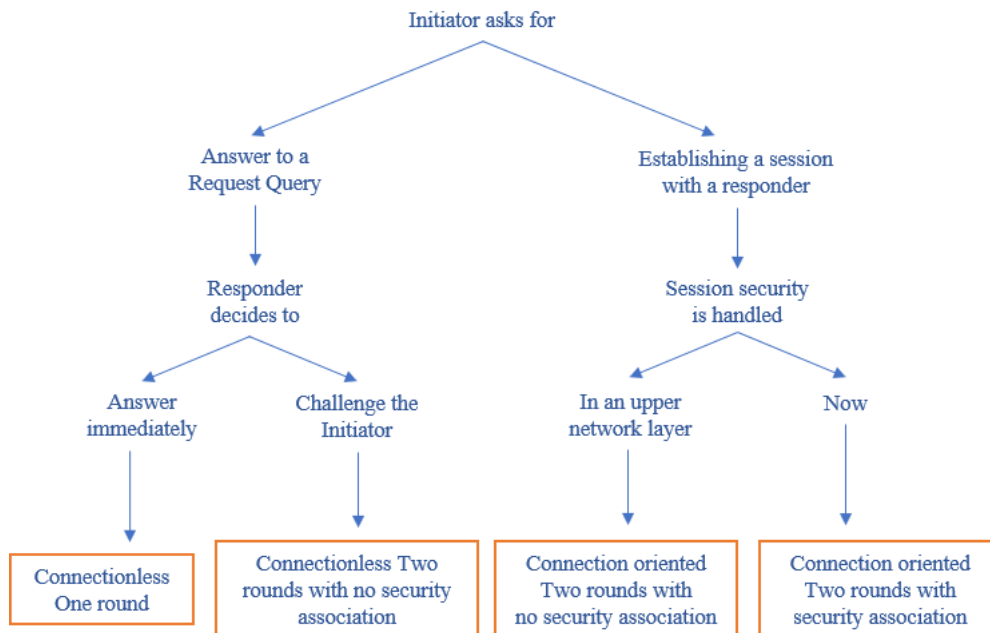 Initiator asks for
Answer to a
Request Query
Establishing a session
with a responder
Responder
decides to
Session security
is handled
Answer
immediately
Challenge the
Initiator
In an upper
network layer
Now
Connectionless
One round
Connectionless Two
rounds with no security
association
Connection oriented
Two rounds with
no security association
Connection oriented
Two rounds with
security association